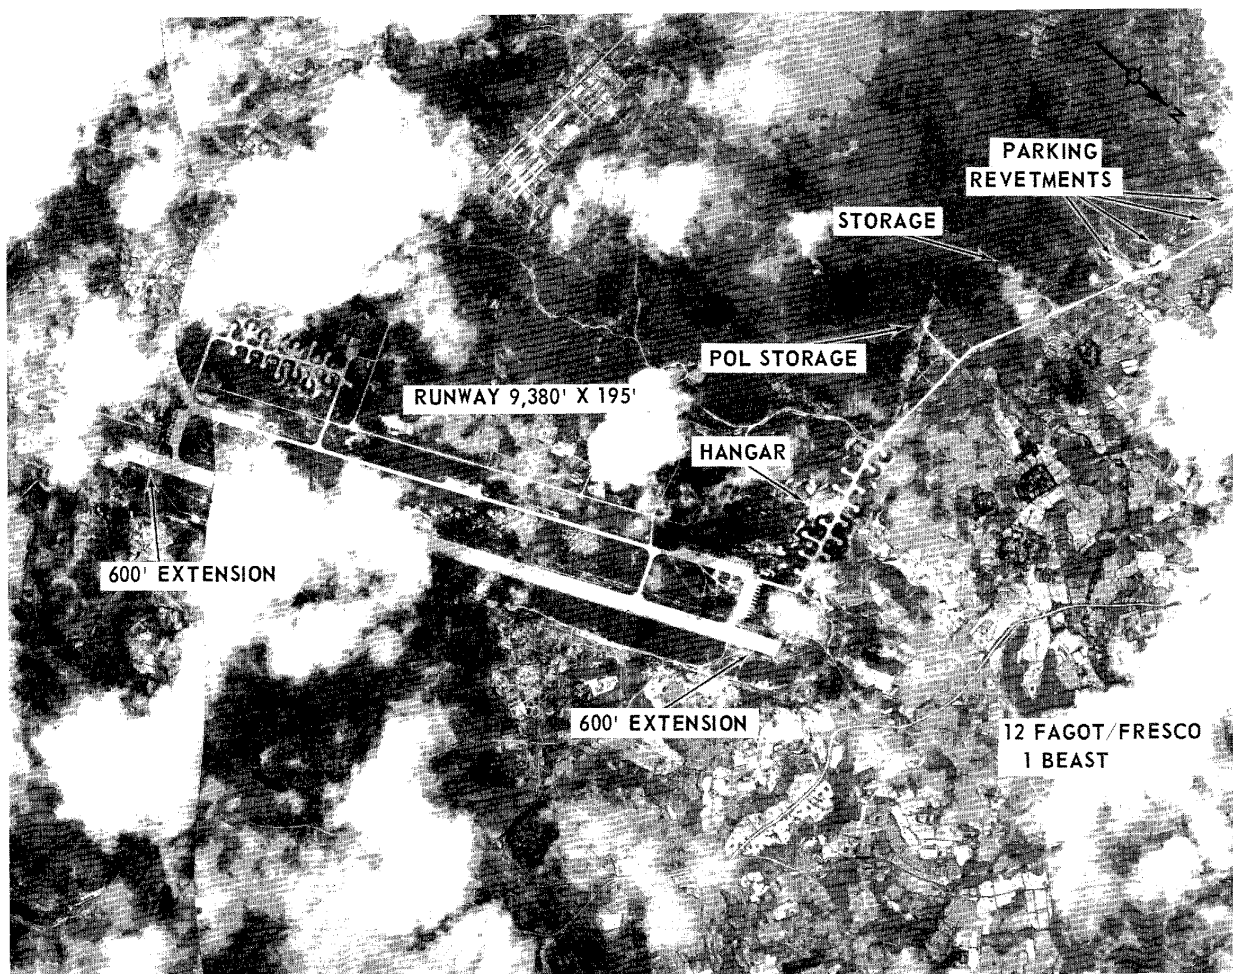 N
PARKING
REVETMENTS
STORAGE
POL STORAGE
RUNWAY 9,380' X 195'
HANGAR
600' EXTENSION
600' EXTENSION
12 FAGOT/FRESCO
1 BEAST